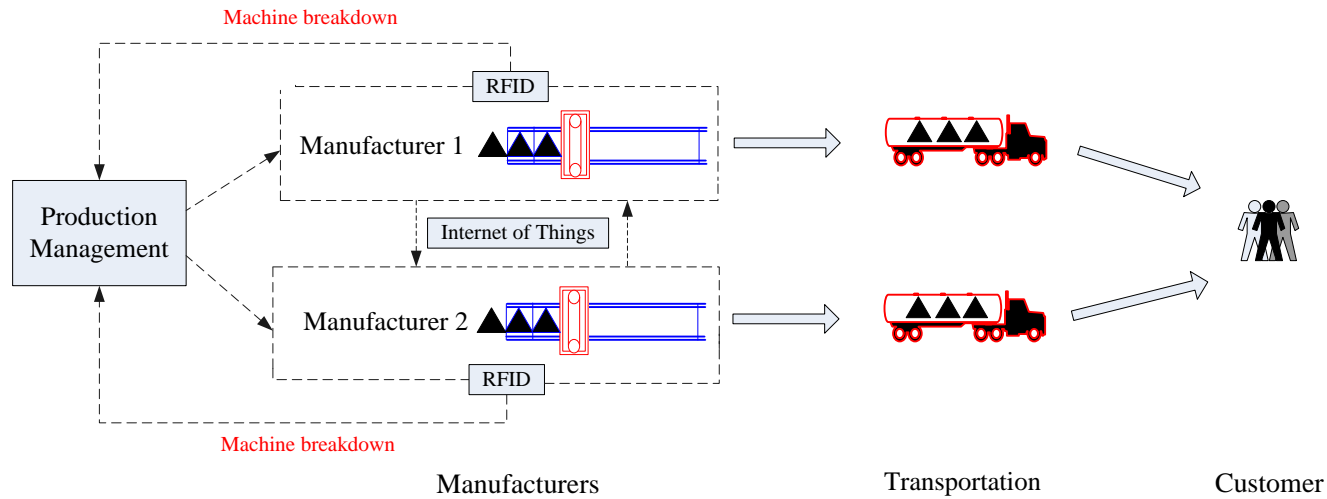 Machine breakdown
RFID
Manufacturer 1
Production
Management
Internet of Things
Manufacturer 2
RFID
Machine breakdown
Manufacturers
Transportation
Customer